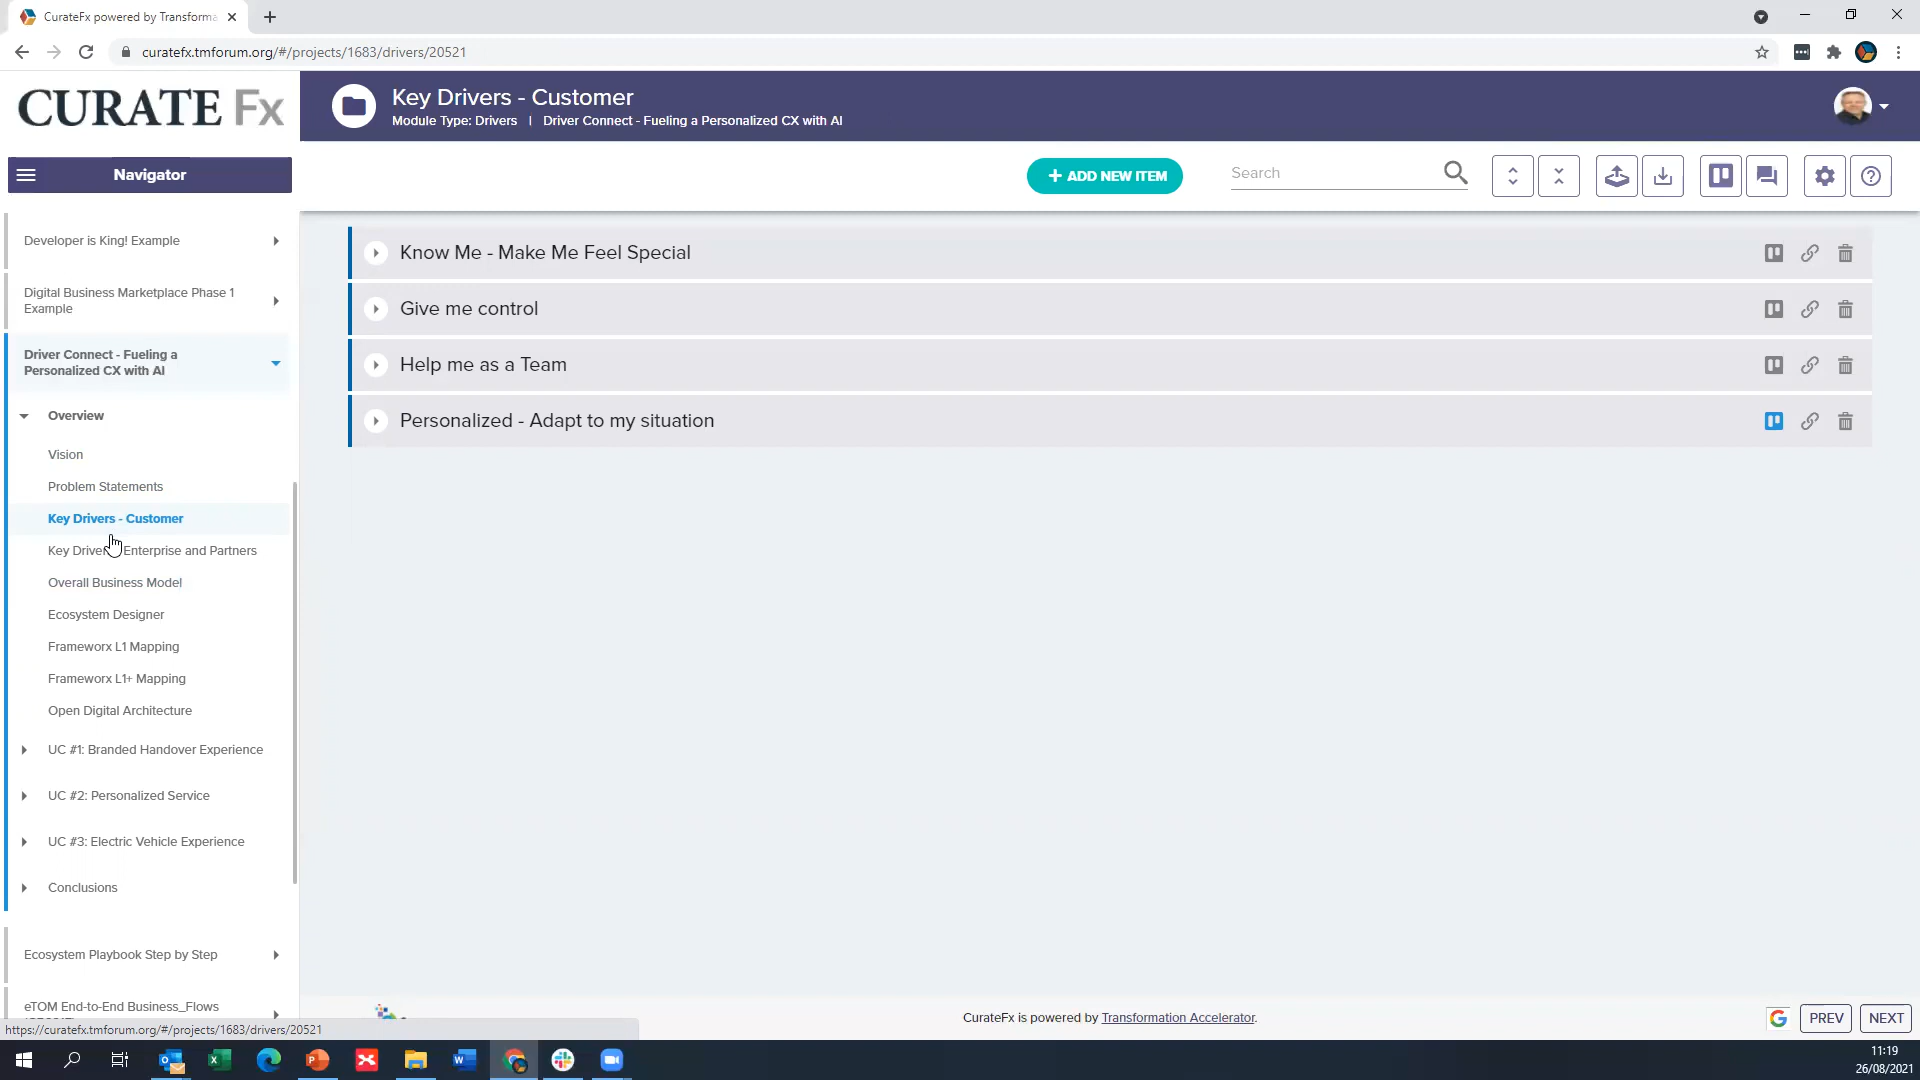 CurateFx powered by Transforma
curatefx.tmforum.org/#/projects/1683/drivers/20521
CURATE Fx
Key Drivers - Customer
Module Type: Drivers | Driver Connect - Fueling a Personalized CX with AI
Navigator
+ ADD NEW ITEM
Search
Developer is King! Example
Digital Business Marketplace Phase 1
Example
Driver Connect - Fueling a
Personalized CX with AI
Overview
Vision
Problem Statements
Key Drivers - Customer
Enterprise and Partners
Overall Business Model
Ecosystem Designer
Frameworx L1 Mapping
Frameworx L1+ Mapping
Open Digital Architecture
UC #1: Branded Handover Experience
UC #2: Personalized Service
UC #3: Electric Vehicle Experience
Conclusions
Ecosystem Playbook Step by Step
eTOM End-to-End Business_Flows
Know Me - Make Me Feel Special
Give me control
Help me as a Team
Personalized - Adapt to my situation
https://curatefx.tmforum.org/#/projects/1683/drivers/20521
CurateFx is powered by Transformation Accelerator.
PREV
NEXT
11:19
26/08/2021